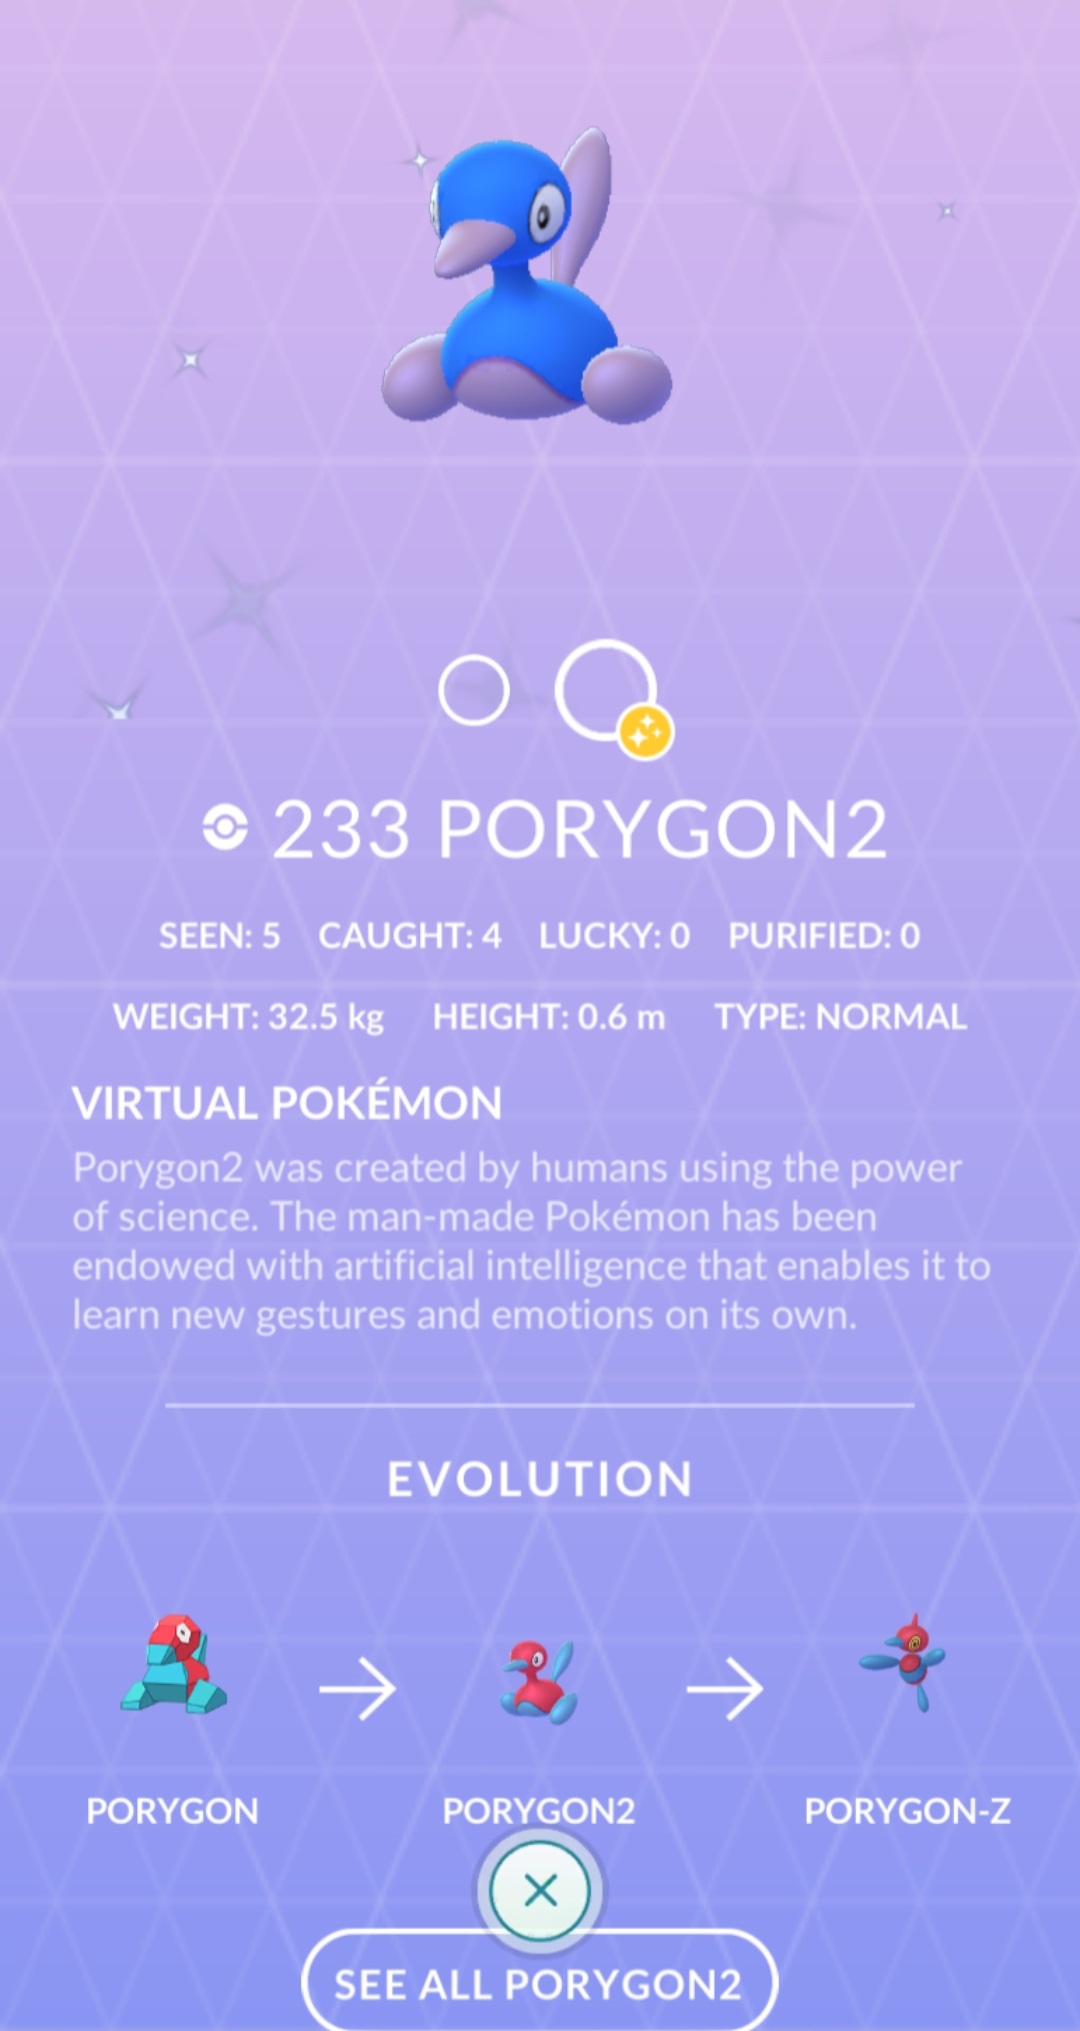 233 PORYGON2
SEEN: 5 CAUGHT: 4 LUCKY: 0 PURIFIED: 0
WEIGHT: 32.5 kg HEIGHT: 0.6 m TYPE: NORMAL
VIRTUAL POKÉMON
Porygon2 was created by humans using the power
of science. The man-made Pokémon has been
endowed with artificial intelligence that enables it to
learn new gestures and emotions on its own.
EVOLUTION
PORYGON PORYGON2 PORYGON-Z
SEE ALL PORYGON2